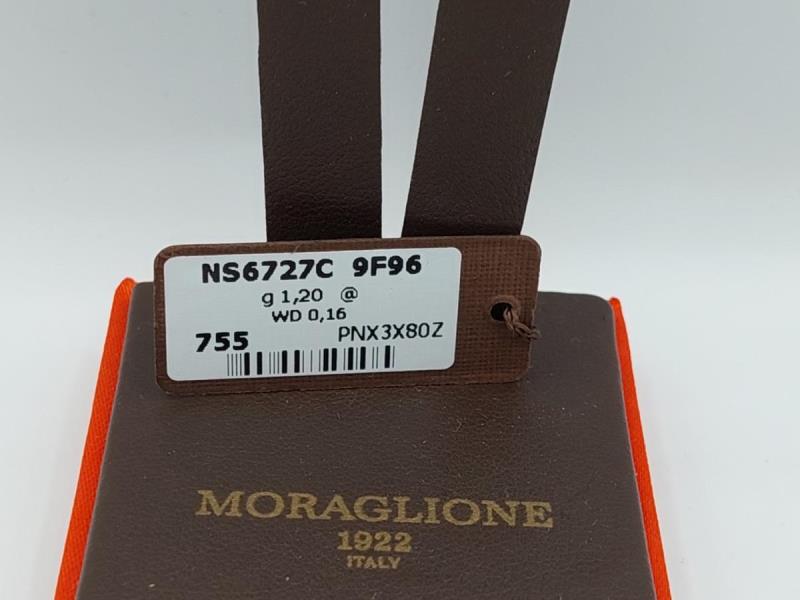 NS6727C 9F96
g 1,20 @
WD 0,16
755 PNX3X80Z
MORAGLIONE
1922
ITALY